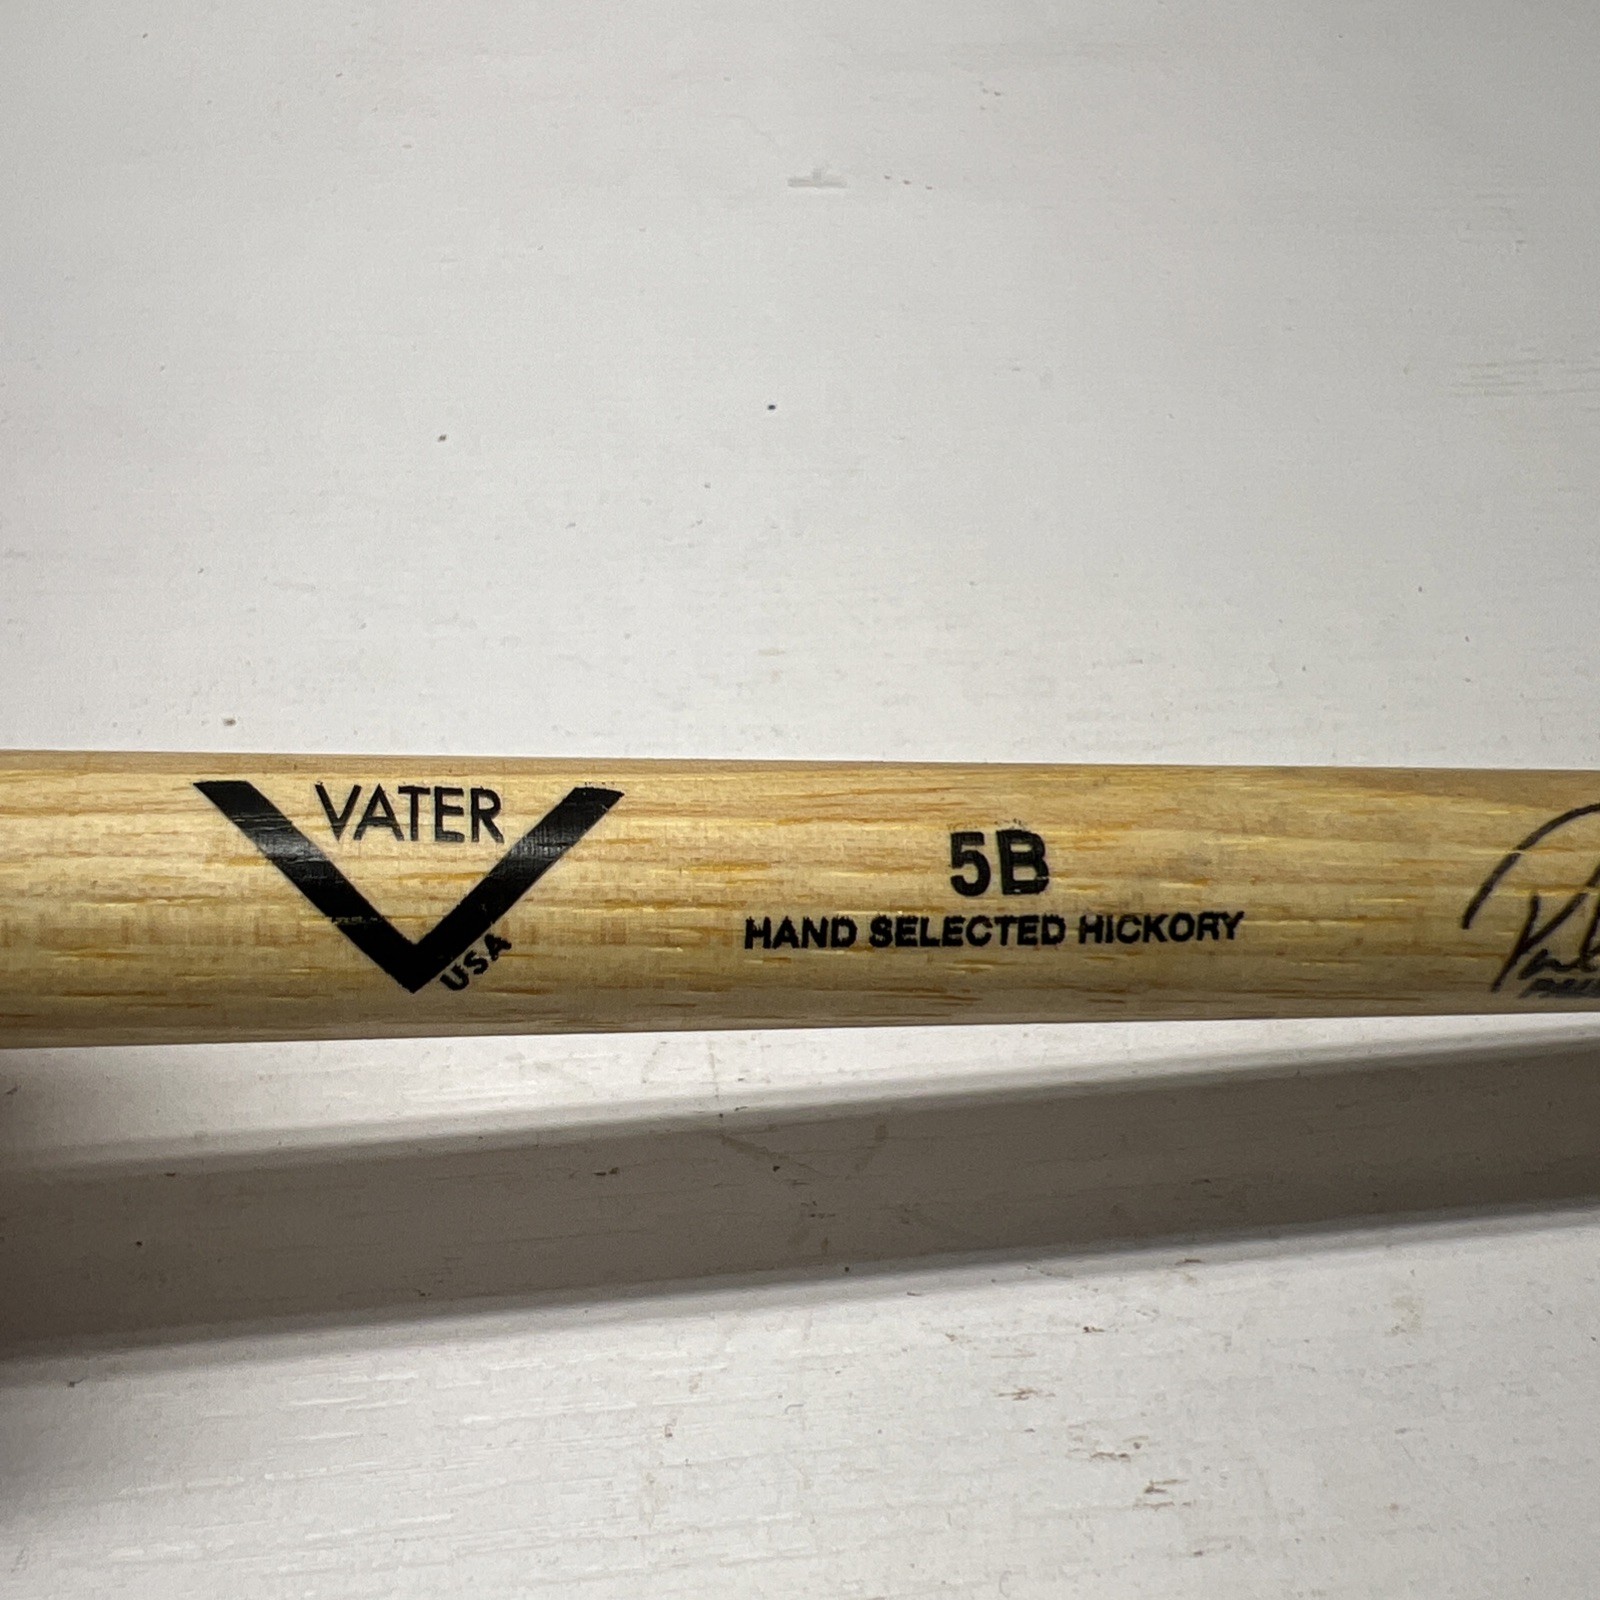 VATER
USA
5B
HAND SELECTED HICKORY